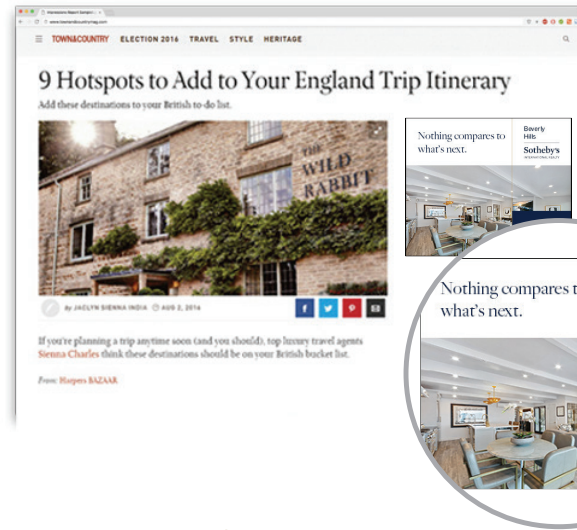 www.townandcountrymag.com
TOWN&COUNTRY ELECTION 2016 TRAVEL STYLE HERITAGE
9 Hotspots to Add to Your England Trip Itinerary
Add these destinations to your British to-do list.
THE
WILD
RABBIT
By JACLYN SIENNA INDIA AUG 2, 2016
If you're planning a trip anytime soon (and you should), top luxury travel agents
Sienna Charles think these destinations should be on your British bucket list.
From: Harpers BAZAAR
Nothing compares to
what's next.
Beverly
Hills
Sotheby's
INTERNATIONAL REALTY
Nothing compares t
what's next.